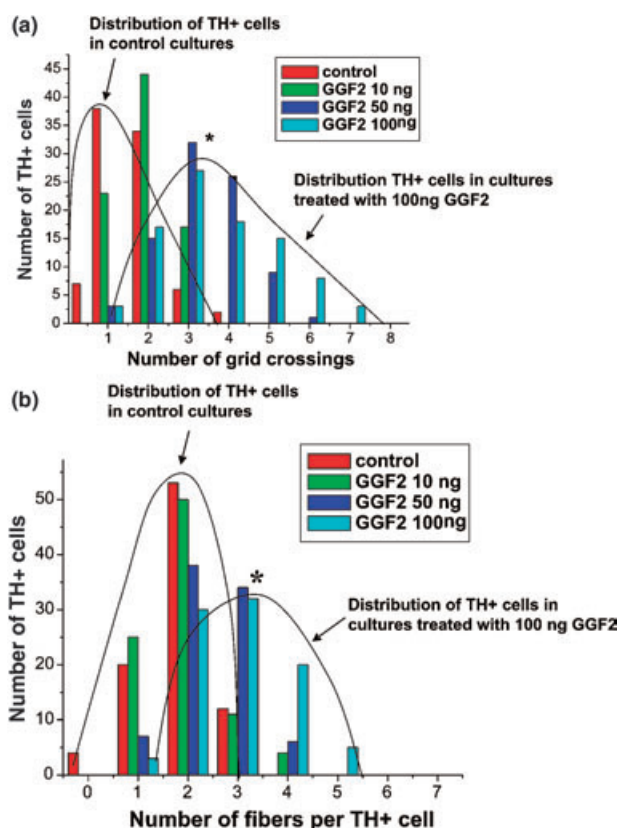 (a)
Distribution of TH+ cells
in control cultures
control
GGF2 10 ng
GGF2 50 ng
GGF2 100ng
45
40
35
30
25
20
15
10
5
0
Number of TH+ cells
*
Distribution TH+ cells in cultures
treated with 100ng GGF2
1 2 3 4 5 6 7 8
Number of grid crossings
(b)
Distribution of TH+ cells
in control cultures
control
GGF2 10 ng
GGF2 50 ng
GGF2 100ng
50
40
30
20
10
0
Number of TH+ cells
*
Distribution of TH+ cells in
cultures treated with 100 ng GGF2
0 1 2 3 4 5 6 7
Number of fibers per TH+ cell